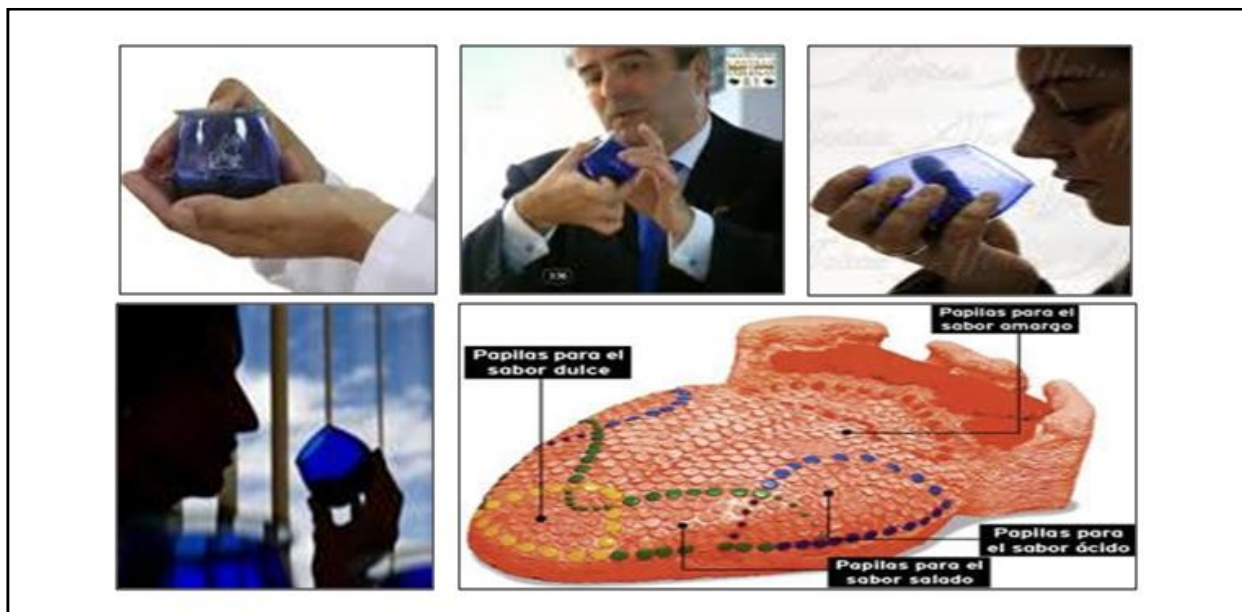 Papilas para el
sabor amargo
Papilas para el
sabor dulce
Papilas para
el sabor ácido
Papilas para el
sabor salado